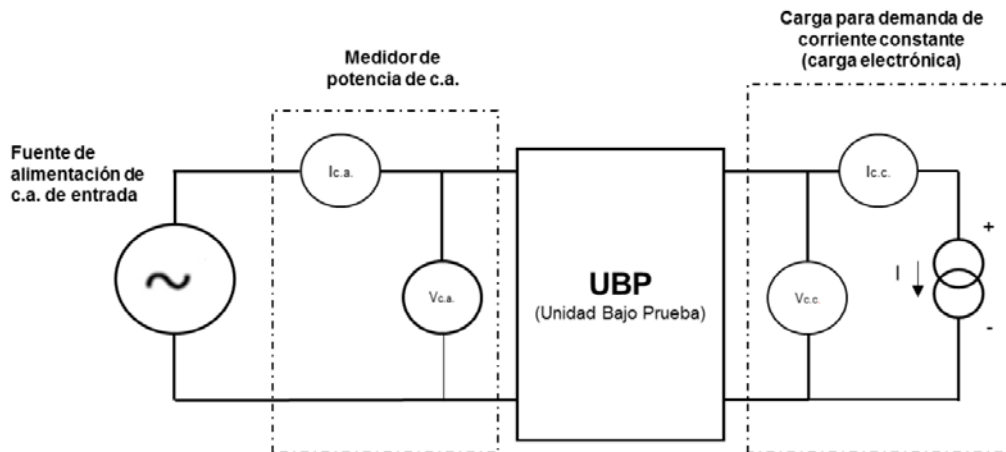 Carga para demanda de
corriente constante
(carga electrónica)
Medidor de
potencia de c.a.
Fuente de
alimentación de
c.a. de entrada
Ic.a.
Ic.c.
+
I
Vc.a.
UBP
(Unidad Bajo Prueba)
Vc.c.
-